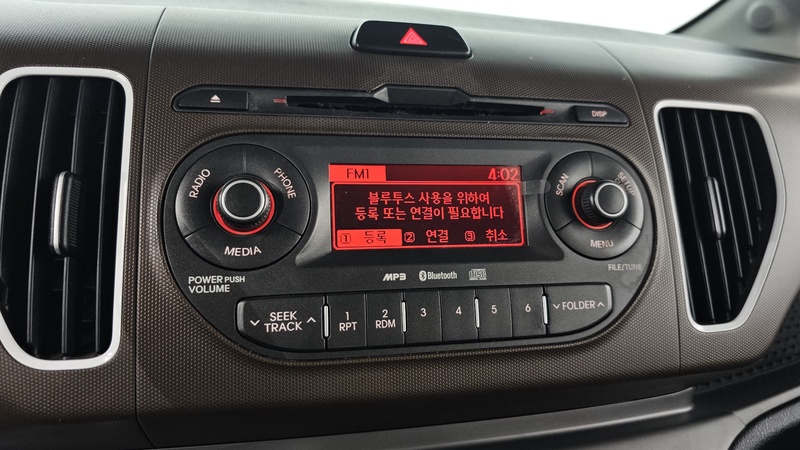 DISP
FM1 4:02
블루투스 사용을 위하여
등록 또는 연결이 필요합니다
① 등록 ② 연결 ③ 취소
RADIO
PHONE
MEDIA
POWER PUSH
VOLUME
SCAN
SETUP
MENU
FILE/TUNE
MP3 Bluetooth
SEEK
TRACK
1
RPT
2
RDM
3
4
5
6
FOLDER